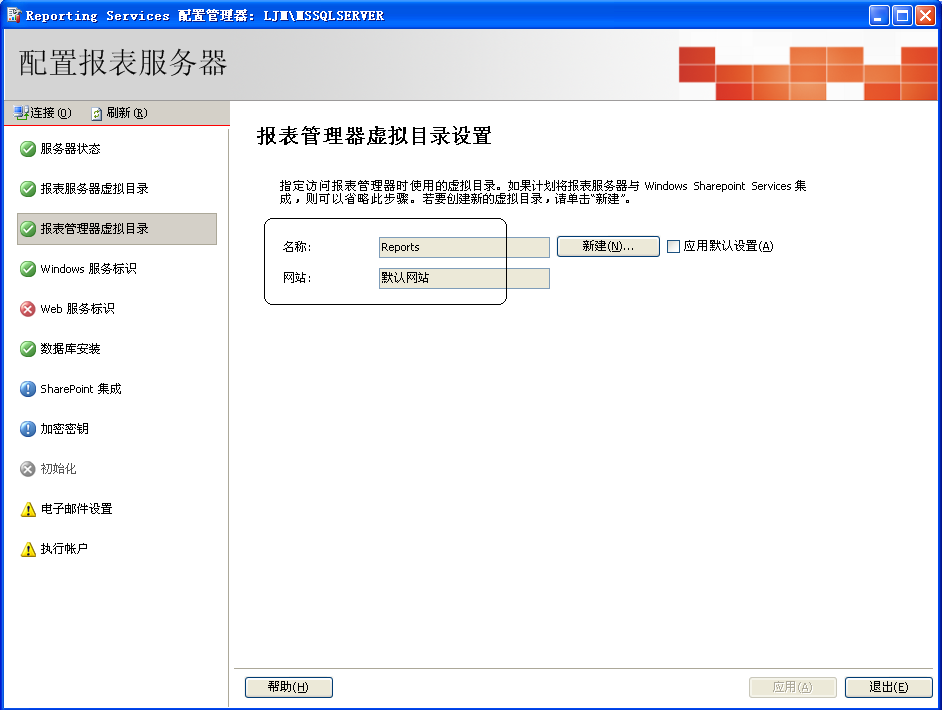 Reporting Services 配置管理器: LJM\MSSQLSERVER
配置报表服务器
连接(O) 刷新(R)
服务器状态
报表服务器虚拟目录
报表管理器虚拟目录
Windows 服务标识
Web 服务标识
数据库安装
SharePoint 集成
加密密钥
初始化
电子邮件设置
执行帐户
报表管理器虚拟目录设置
指定访问报表管理器时使用的虚拟目录。如果计划将报表服务器与 Windows Sharepoint Services 集
成，则可以省略此步骤。若要创建新的虚拟目录，请单击“新建”。
名称: Reports 新建(N)... 应用默认设置(A)
网站: 默认网站
帮助(H) 应用(A) 退出(E)